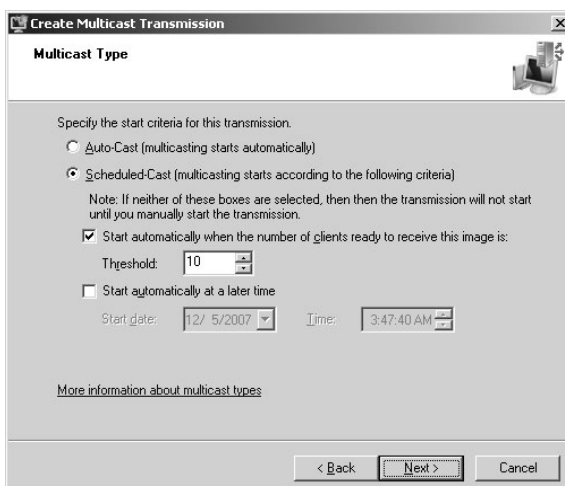 Create Multicast Transmission
Multicast Type
Specify the start criteria for this transmission.
Auto-Cast (multicasting starts automatically)
Scheduled-Cast (multicasting starts according to the following criteria)
Note: If neither of these boxes are selected, then then the transmission will not start
until you manually start the transmission.
Start automatically when the number of clients ready to receive this image is:
Threshold: 10
Start automatically at a later time
Start date: 12/ 5/2007 Time: 3:47:40 AM
More information about multicast types
< Back Next > Cancel